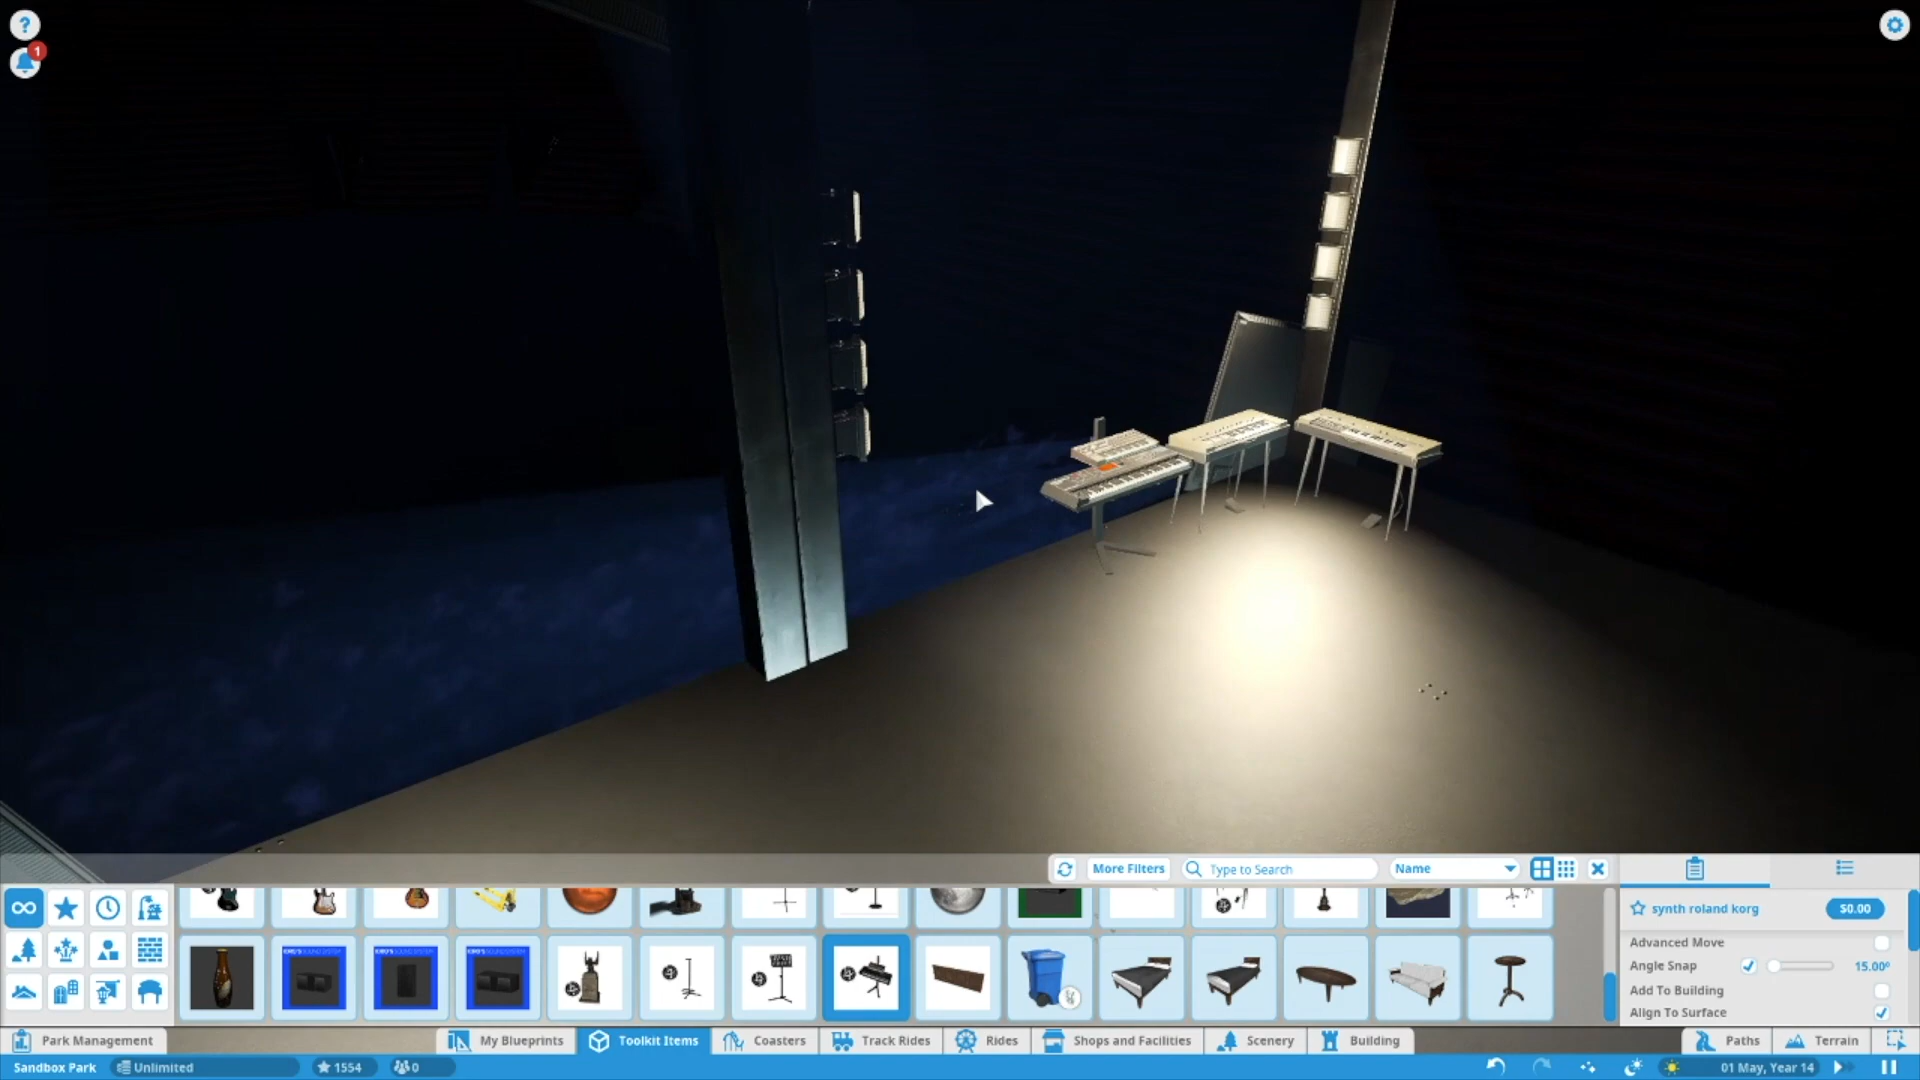 ?
1
More Filters
Type to Search
Name
synth roland korg
$0.00
Advanced Move
Angle Snap
15.00°
Add To Building
Align To Surface
Park Management
My Blueprints
Toolkit Items
Coasters
Track Rides
Rides
Shops and Facilities
Scenery
Building
Paths
Terrain
Sandbox Park
Unlimited
1554
0
01 May, Year 14